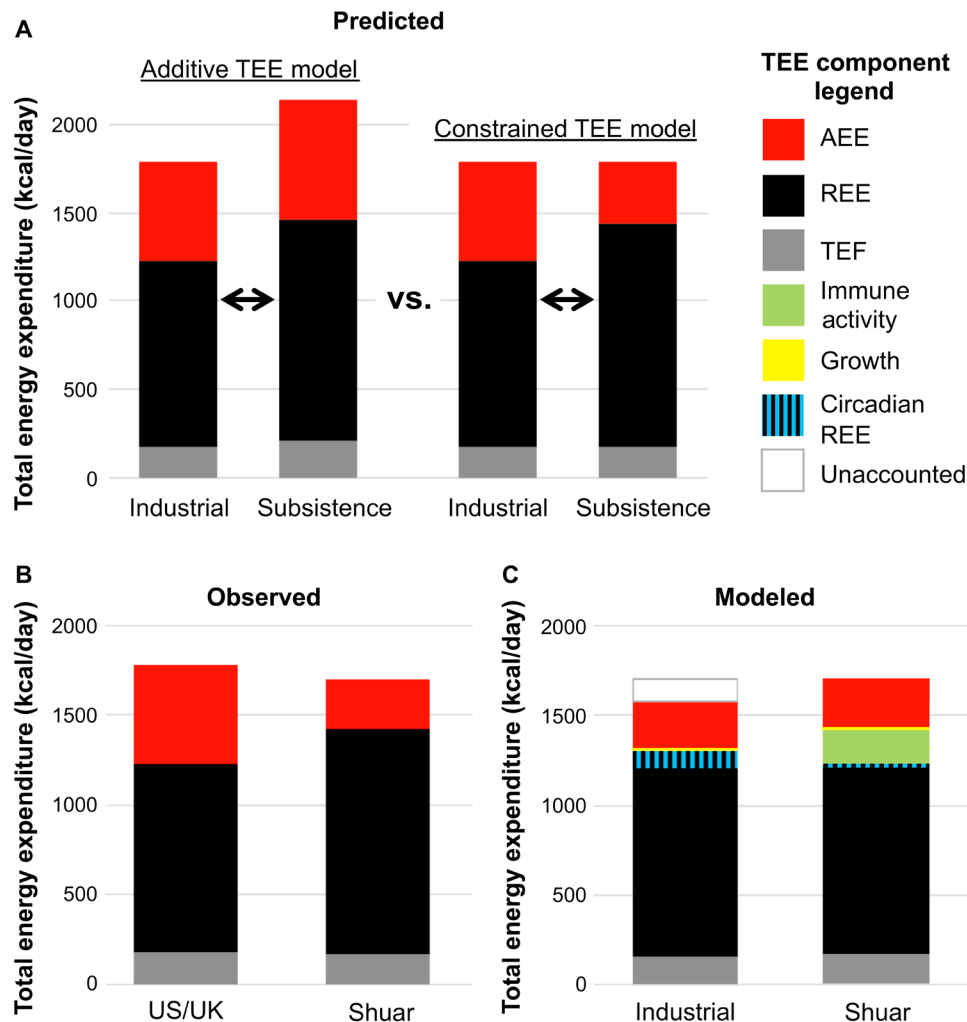 A
Predicted
Additive TEE model
Constrained TEE model
Total energy expenditure (kcal/day)
2000
1500
1000
500
0
vs.
Industrial
Subsistence
Industrial
Subsistence
TEE component
legend
AEE
REE
TEF
Immune
activity
Growth
Circadian
REE
Unaccounted
B
Observed
Total energy expenditure (kcal/day)
2000
1500
1000
500
0
US/UK
Shuar
C
Modeled
Total energy expenditure (kcal/day)
2000
1500
1000
500
0
Industrial
Shuar